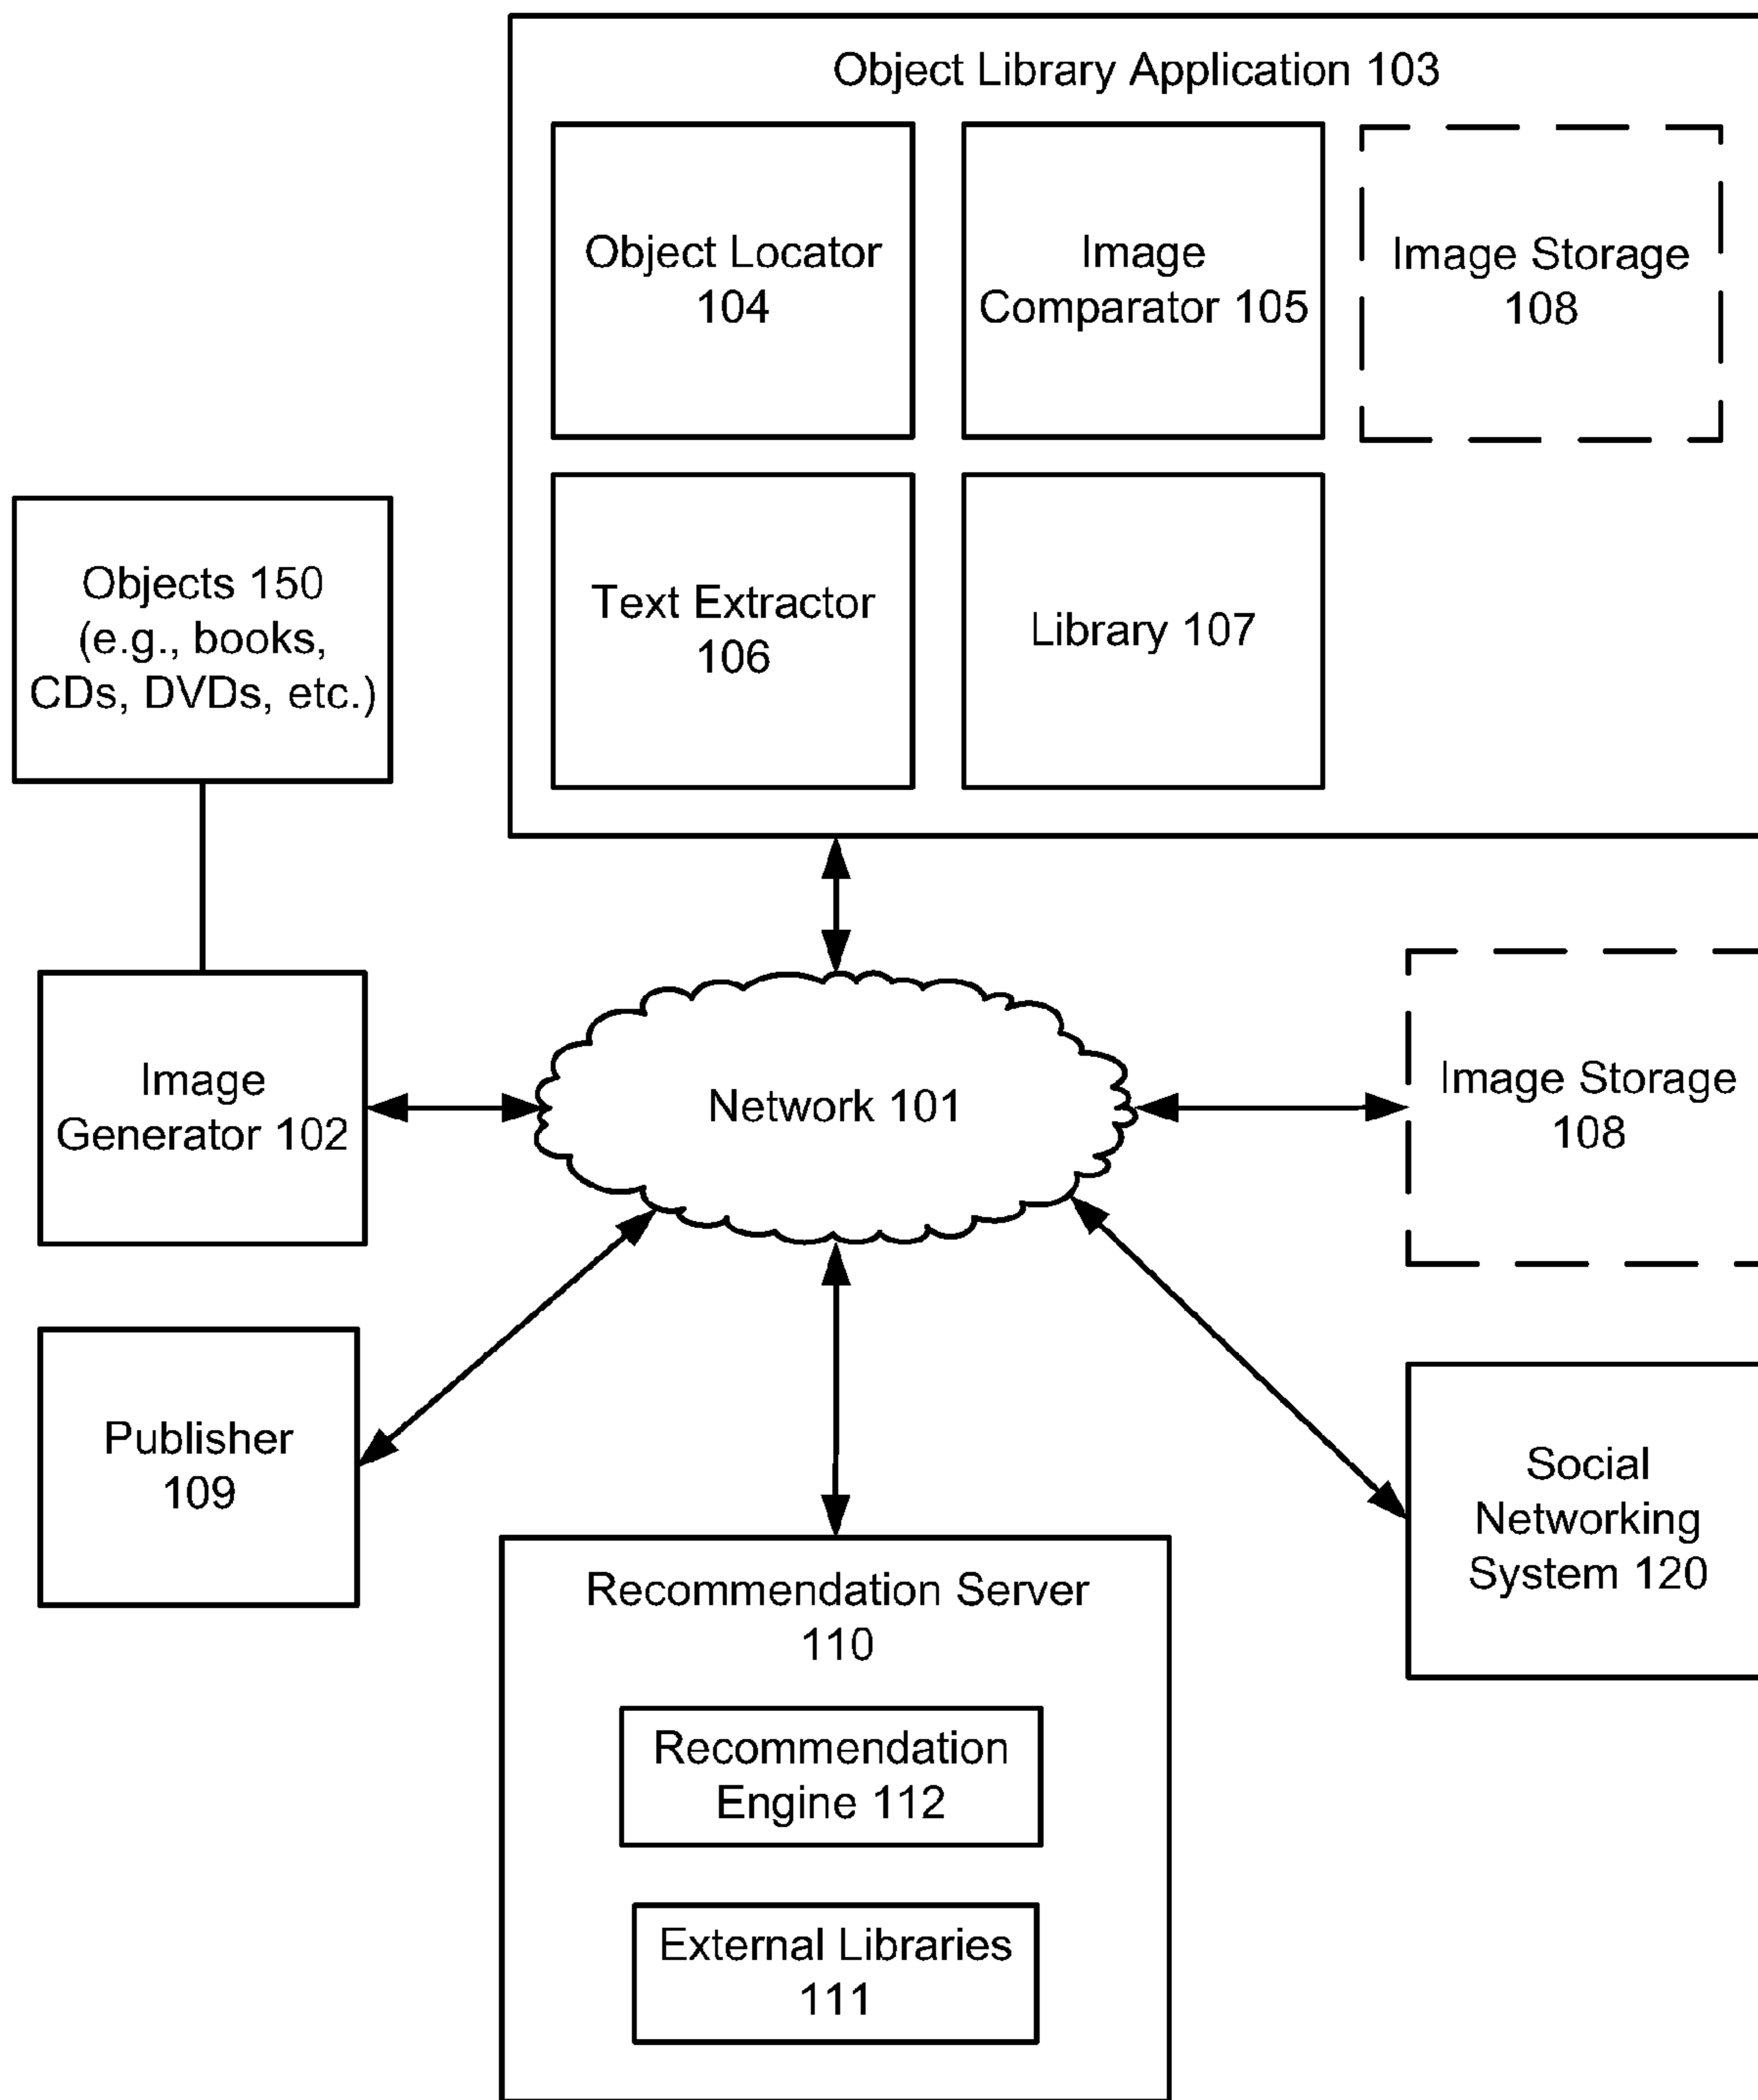 Object Library Application 103
Object Locator
104
Image
Comparator 105
Image Storage
108
Text Extractor
106
Library 107
Objects 150
(e.g., books,
CDs, DVDs, etc.)
Image
Generator 102
Network 101
Image Storage
108
Publisher
109
Social
Networking
System 120
Recommendation Server
110
Recommendation
Engine 112
External Libraries
111